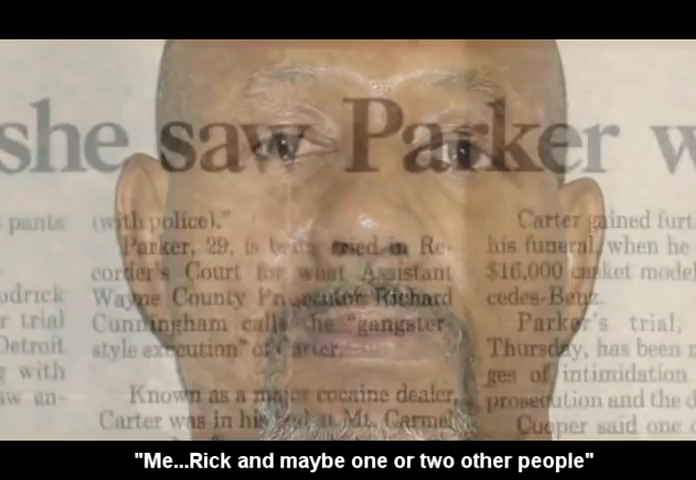 she saw Parker w
pants
(with police)."
Parker, 29, is being tried in Re-
corder's Court for what Assistant
Wayne County Prosecutor Richard
Cunningham calls the "gangster-
style execution" of Carter.
Known as a major cocaine dealer,
Carter was in his bed at Mt. Carmel
odrick
r trial
Detroit
with
aw an-
Carter gained furt
his funeral, when he
$16,000 casket model
cedes-Benz.
Parker's trial,
Thursday, has been m
ges of intimidation
prosecution and the d
Cooper said one o
"Me...Rick and maybe one or two other people"